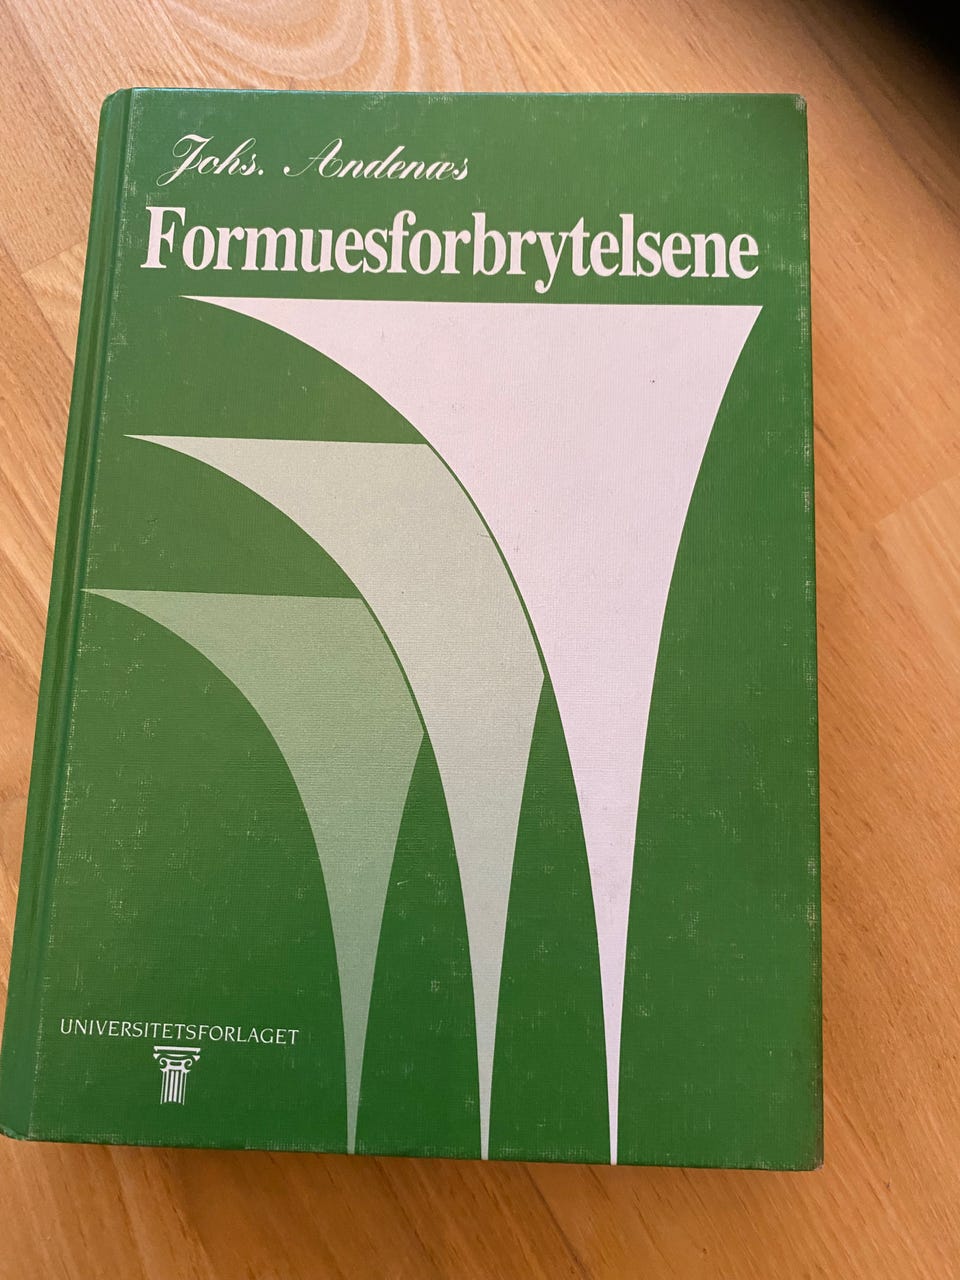 Johs. Andenæs
Formuesforbrytelsene
UNIVERSITETSFORLAGET